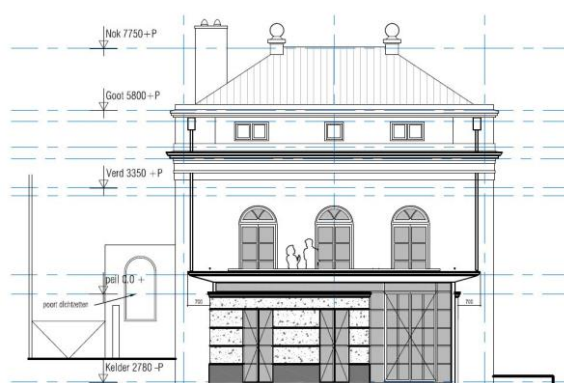 Nok 7750+P
Goot 5800+P
Verd 3350 +P
peil 0.0 +
poort dichtzetten
Kelder 2780 -P